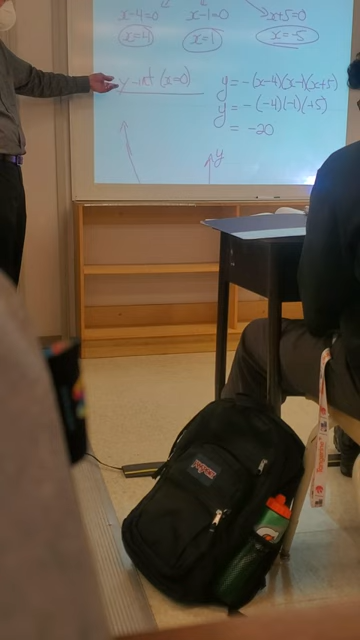 x-4=0 x-1=0 x+5=0
x=4 x=1 x=-5
y-int (x=0)
y=-(x-4)(x-1)(x+5)
y=-(-4)(-1)(+5)
= -20
y
JANSPORT